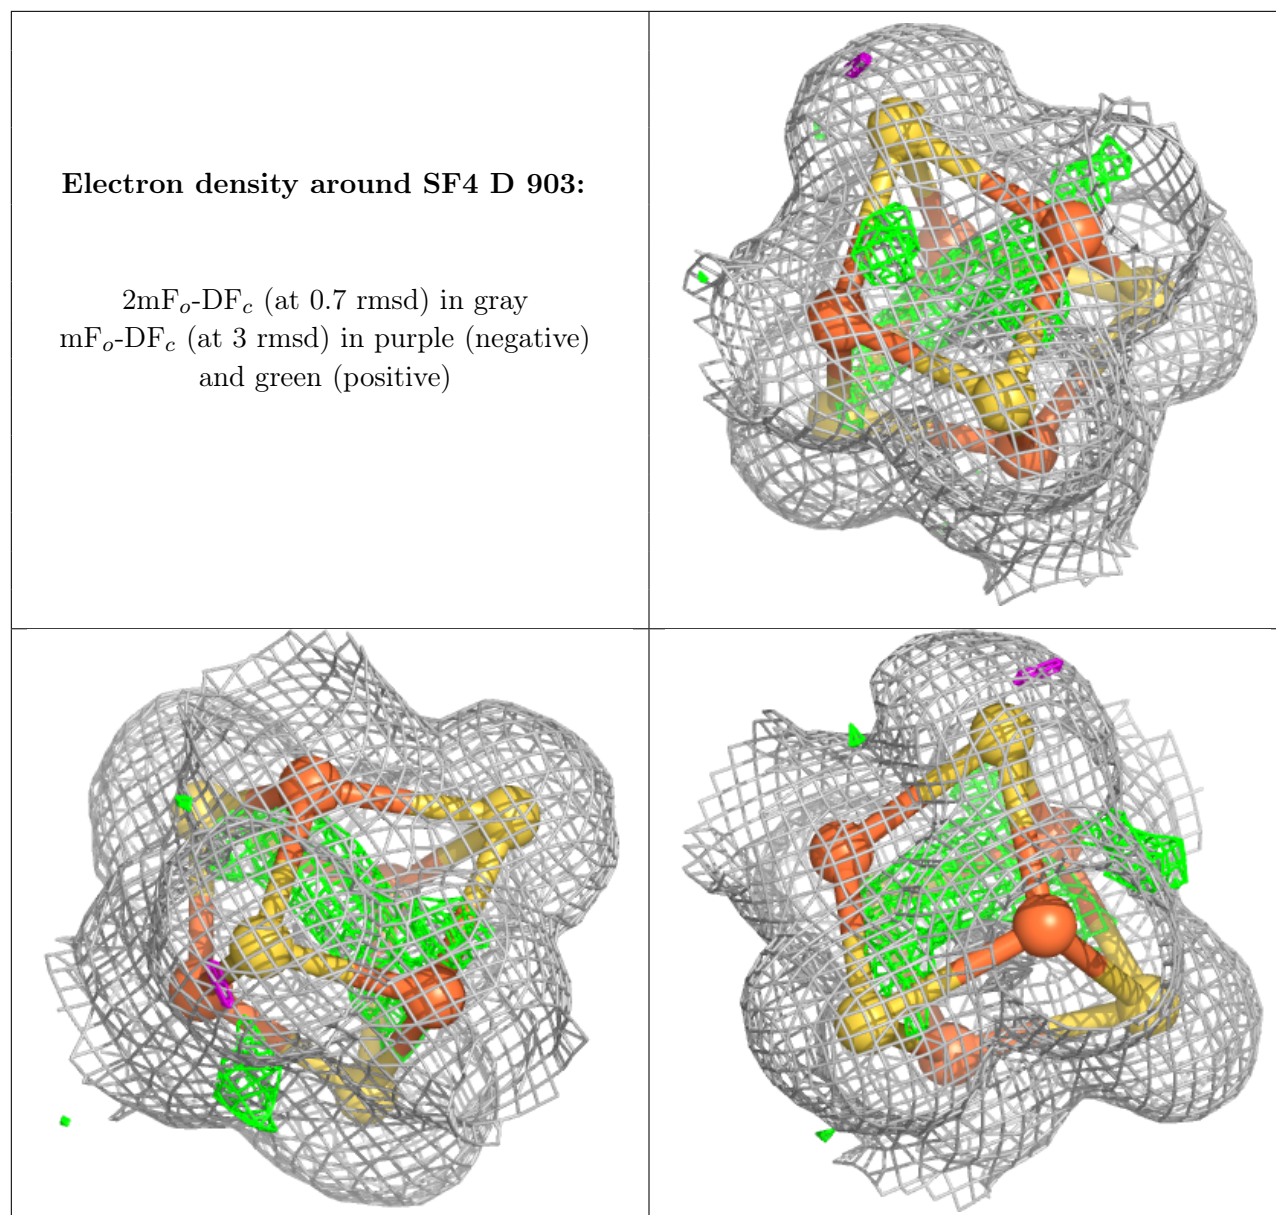 Electron density around SF4 D 903:
2mF𝑜-DF𝑐 (at 0.7 rmsd) in gray
mF𝑜-DF𝑐 (at 3 rmsd) in purple (negative)
and green (positive)